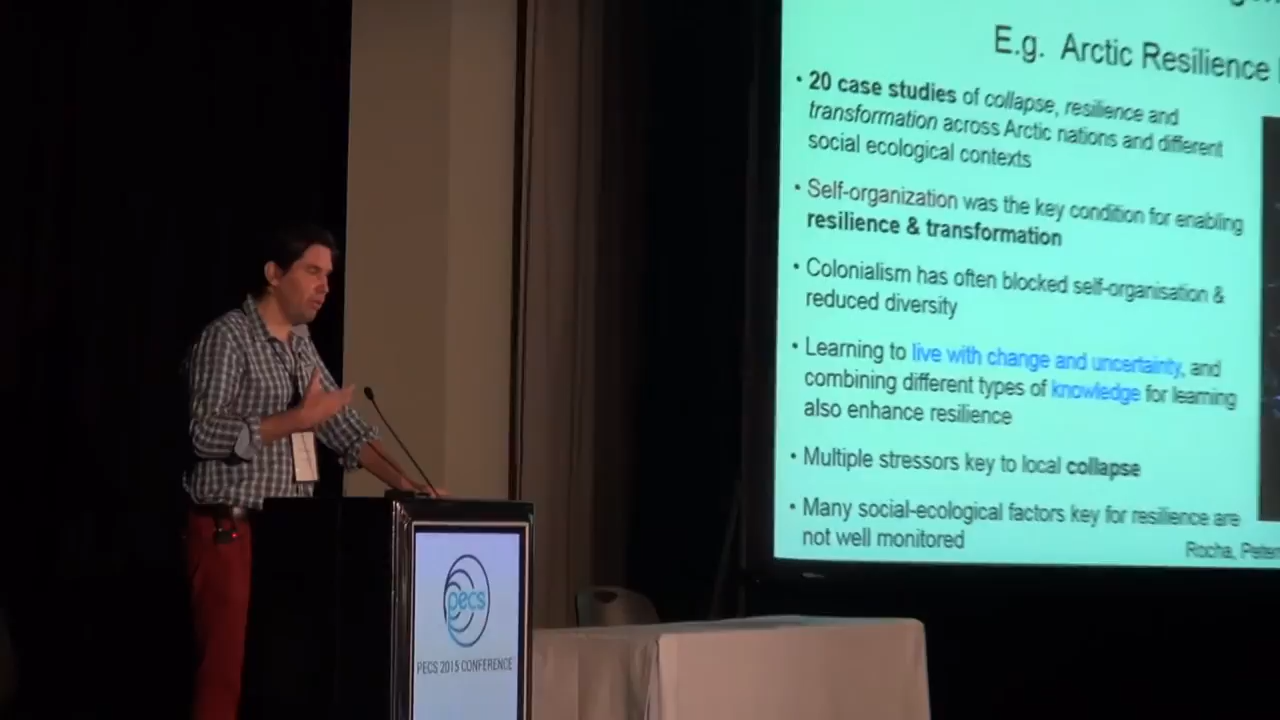 E.g. Arctic Resilience
• 20 case studies of collapse, resilience and
transformation across Arctic nations and different
social ecological contexts
• Self-organization was the key condition for enabling
resilience & transformation
• Colonialism has often blocked self-organisation &
reduced diversity
• Learning to live with change and uncertainty, and
combining different types of knowledge for learning
also enhance resilience
• Multiple stressors key to local collapse
• Many social-ecological factors key for resilience are
not well monitored
Rocha, Peter
pecs
PECS 2015 CONFERENCE